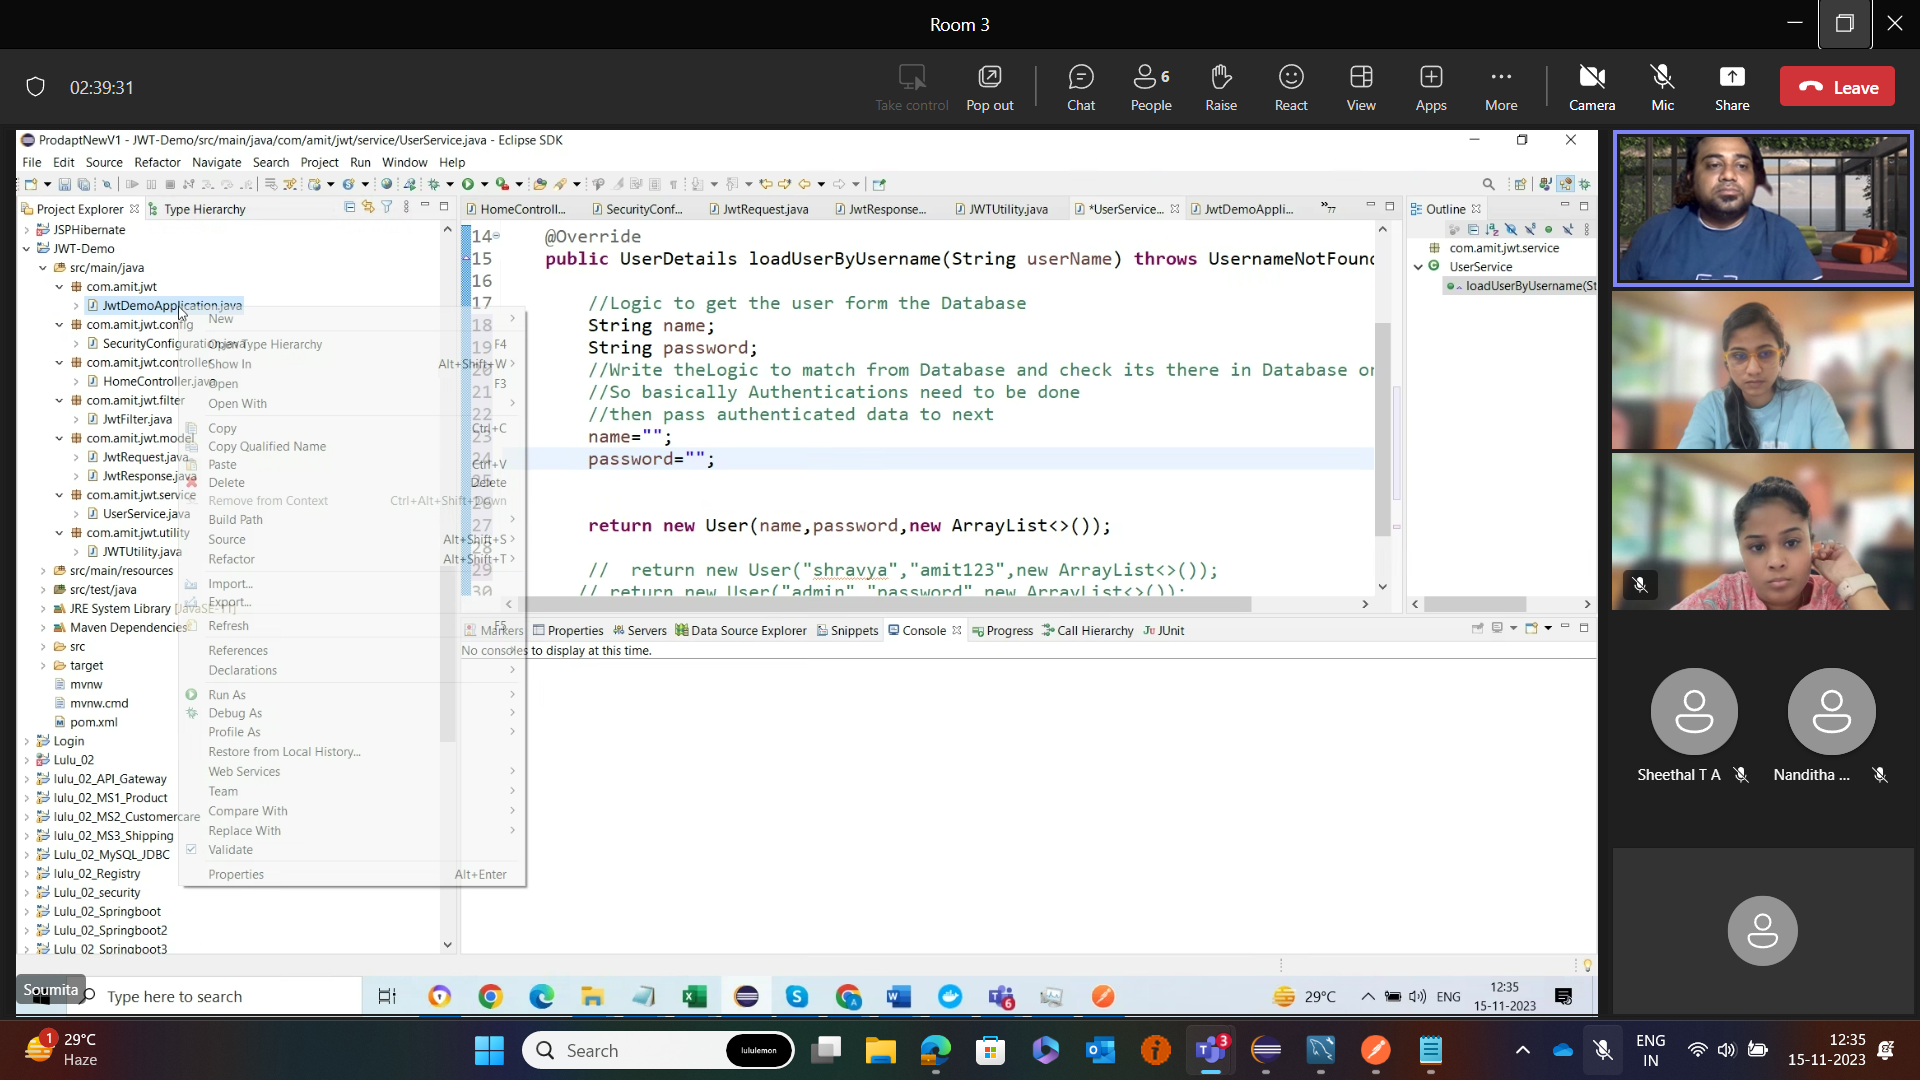 Room 3
02:39:31
Take control
Pop out
Chat
People
6
Raise
React
View
Apps
More
Camera
Mic
Share
Leave
ProdaptNewV1 - JWT-Demo/src/main/java/com/amit/jwt/service/UserService.java - Eclipse SDK
File Edit Source Refactor Navigate Search Project Run Window Help
Project Explorer
Type Hierarchy
JSPHibernate
JWT-Demo
src/main/java
com.amit.jwt
JwtDemoApplication.java
com.amit.jwt.config
SecurityConfiguration.java
com.amit.jwt.controller
HomeController.java
com.amit.jwt.filter
JwtFilter.java
com.amit.jwt.model
JwtRequest.java
JwtResponse.java
com.amit.jwt.service
UserService.java
com.amit.jwt.utility
JWTUtility.java
src/main/resources
src/test/java
JRE System Library [JavaSE-11]
Maven Dependencies
src
target
mvnw
mvnw.cmd
pom.xml
Login
Lulu_02
lulu_02_API_Gateway
lulu_02_MS1_Product
lulu_02_MS2_Customercare
lulu_02_MS3_Shipping
Lulu_02_MySQL_JDBC
lulu_02_Registry
Lulu_02_security
Lulu_02_Springboot
Lulu_02_Springboot2
Lulu_02_Springboot3
New
Open Type Hierarchy F4
Show In Alt+Shift+W
Open F3
Open With
Copy Ctrl+C
Copy Qualified Name
Paste Ctrl+V
Delete Delete
Remove from Context Ctrl+Alt+Shift+Down
Build Path
Source Alt+Shift+S
Refactor Alt+Shift+T
Import...
Export...
Refresh F5
References
Declarations
Run As
Debug As
Profile As
Restore from Local History...
Web Services
Team
Compare With
Replace With
Validate
Properties Alt+Enter
HomeControll...
SecurityConf...
JwtRequest.java
JwtResponse...
JWTUtility.java
*UserService...
JwtDemoAppli...
»77
14 @Override
15 public UserDetails loadUserByUsername(String userName) throws UsernameNotFoun
16
17 //Logic to get the user form the Database
18 String name;
19 String password;
20 //Write theLogic to match from Database and check its there in Database or
21 //So basically Authentications need to be done
22 //then pass authenticated data to next
23 name="";
24 password="";
27 return new User(name,password,new ArrayList<>());
28
29 // return new User("shravya","amit123",new ArrayList<>());
30 // return new User("admin" "password" new ArrayList<>());
Outline
com.amit.jwt.service
UserService
loadUserByUsername(St
Markers
Properties
Servers
Data Source Explorer
Snippets
Console
Progress
Call Hierarchy
JUnit
No consoles to display at this time.
Sheethal T A
Nanditha ...
Soumita
Type here to search
6
29°C
ENG
12:35
15-11-2023
1
29°C
Haze
Search
lululemon
3
ENG
IN
12:35
15-11-2023